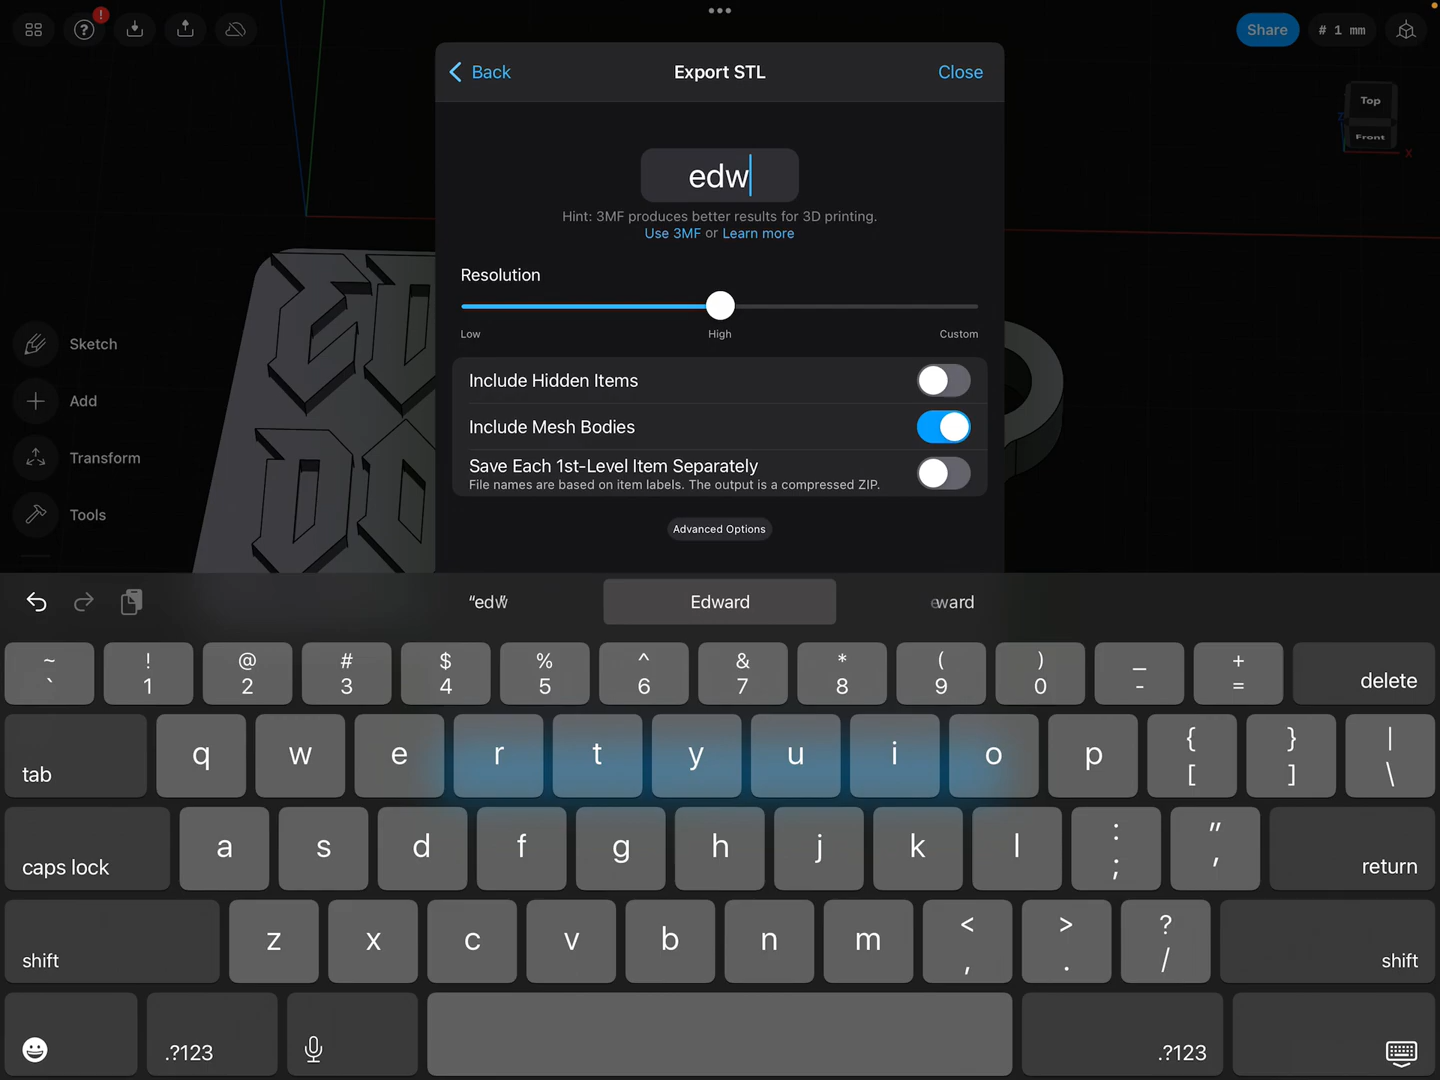 ?
!
Share
# 1 mm
Back
Export STL
Close
Top
Front
Z
X
edw
Hint: 3MF produces better results for 3D printing.
Use 3MF or Learn more
Resolution
Low
High
Custom
Sketch
Add
Transform
Tools
Include Hidden Items
Include Mesh Bodies
Save Each 1st-Level Item Separately
File names are based on item labels. The output is a compressed ZIP.
Advanced Options
“edw”
Edward
eward
~ ! @ # $ % ^ & * ( ) _ +
` 1 2 3 4 5 6 7 8 9 0 - = delete
tab q w e r t y u i o p { [ } ] | \
caps lock a s d f g h j k l : ; " ' return
shift z x c v b n m < , > . ? / shift
.?123 .?123